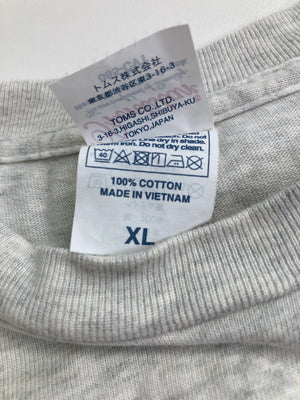 トムス株式会社
東京都渋谷区東3-16-3
TOMS CO.,LTD
3-16-3,HIGASHI,SHIBUYA-KU
TOKYO,JAPAN
dry in shade.
iron. Do not dry clean.
40
100% COTTON
MADE IN VIETNAM
XL